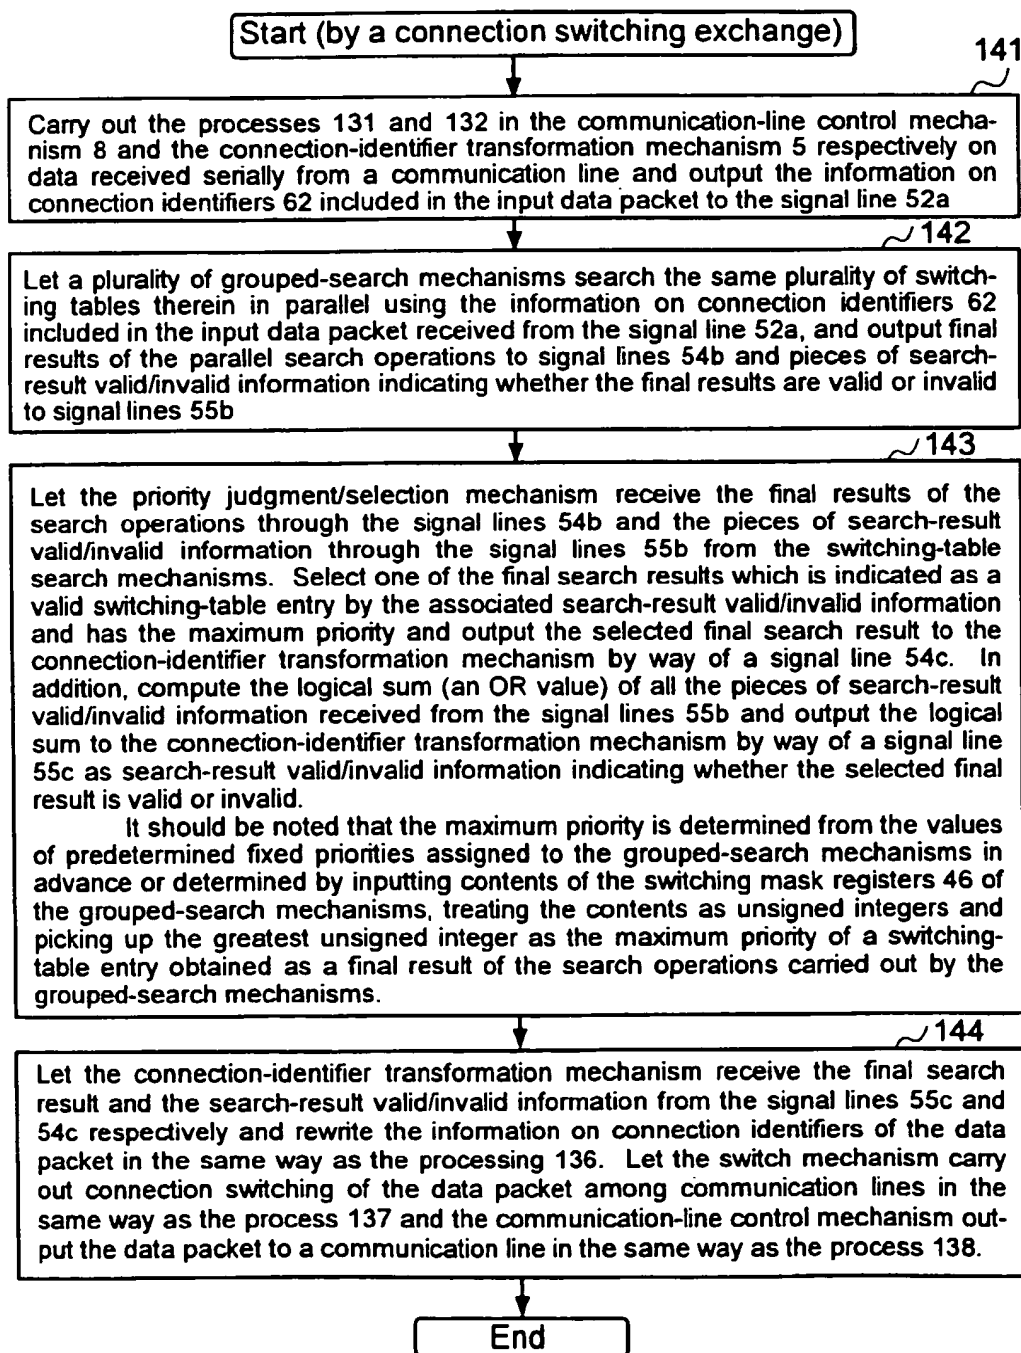 Start (by a connection switching exchange)
141
Carry out the processes 131 and 132 in the communication-line control mecha-
nism 8 and the connection-identifier transformation mechanism 5 respectively on
data received serially from a communication line and output the information on
connection identifiers 62 included in the input data packet to the signal line 52a
142
Let a plurality of grouped-search mechanisms search the same plurality of switch-
ing tables therein in parallel using the information on connection identifiers 62
included in the input data packet received from the signal line 52a, and output final
results of the parallel search operations to signal lines 54b and pieces of search-
result valid/invalid information indicating whether the final results are valid or invalid
to signal lines 55b
143
Let the priority judgment/selection mechanism receive the final results of the
search operations through the signal lines 54b and the pieces of search-result
valid/invalid information through the signal lines 55b from the switching-table
search mechanisms. Select one of the final search results which is indicated as a
valid switching-table entry by the associated search-result valid/invalid information
and has the maximum priority and output the selected final search result to the
connection-identifier transformation mechanism by way of a signal line 54c. In
addition, compute the logical sum (an OR value) of all the pieces of search-result
valid/invalid information received from the signal lines 55b and output the logical
sum to the connection-identifier transformation mechanism by way of a signal line
55c as search-result valid/invalid information indicating whether the selected final
result is valid or invalid.
It should be noted that the maximum priority is determined from the values
of predetermined fixed priorities assigned to the grouped-search mechanisms in
advance or determined by inputting contents of the switching mask registers 46 of
the grouped-search mechanisms, treating the contents as unsigned integers and
picking up the greatest unsigned integer as the maximum priority of a switching-
table entry obtained as a final result of the search operations carried out by the
grouped-search mechanisms.
144
Let the connection-identifier transformation mechanism receive the final search
result and the search-result valid/invalid information from the signal lines 55c and
54c respectively and rewrite the information on connection identifiers of the data
packet in the same way as the processing 136. Let the switch mechanism carry
out connection switching of the data packet among communication lines in the
same way as the process 137 and the communication-line control mechanism out-
put the data packet to a communication line in the same way as the process 138.
End